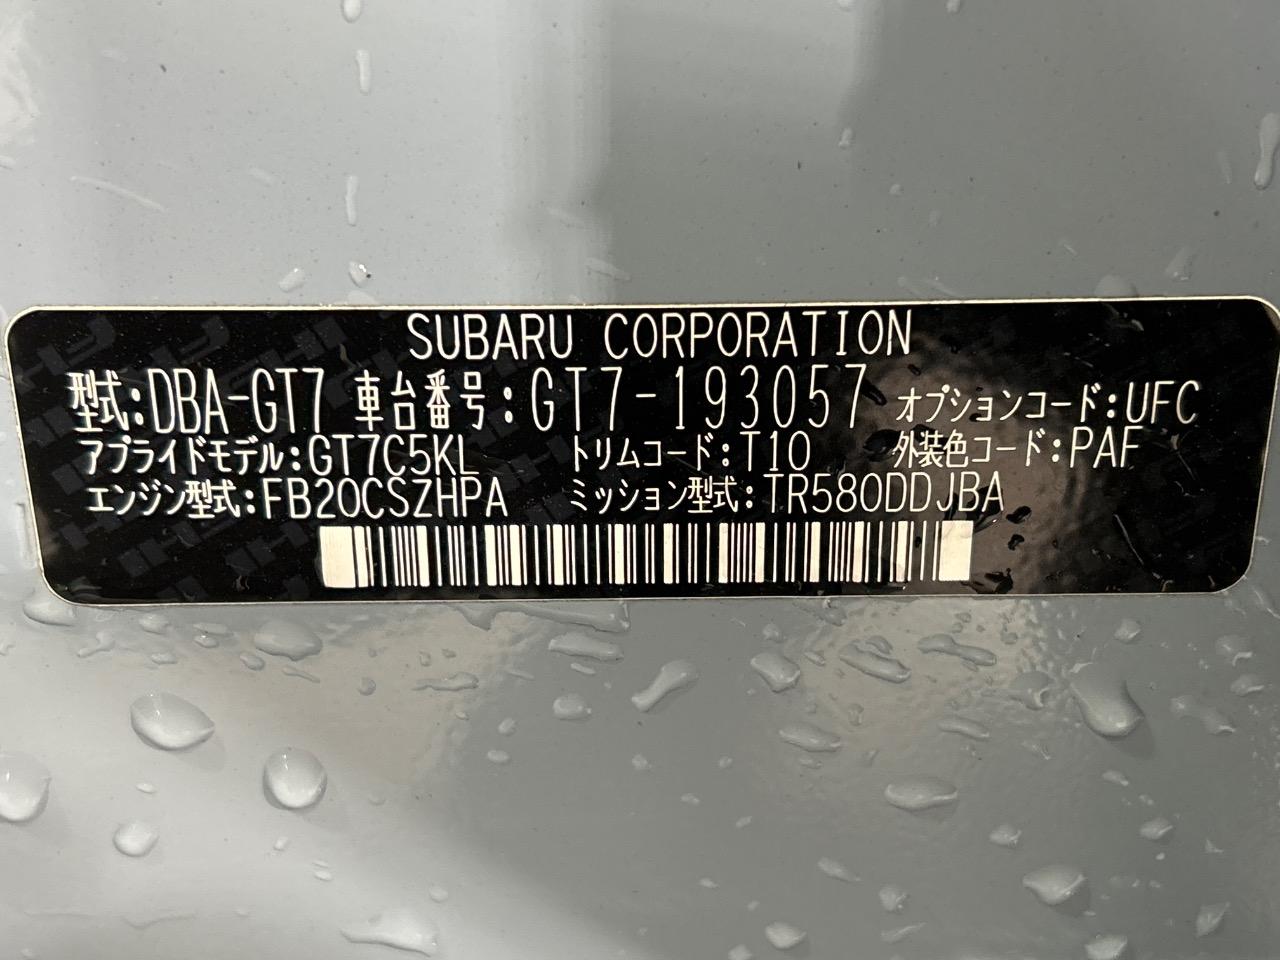 SUBARU CORPORATION
型式:DBA-GT7 車台番号:GT7-193057 オプションコード:UFC
アプライドモデル:GT7C5KL トリムコード:T10 外装色コード:PAF
エンジン型式:FB20CSZHPA ミッション型式:TR580DDJBA